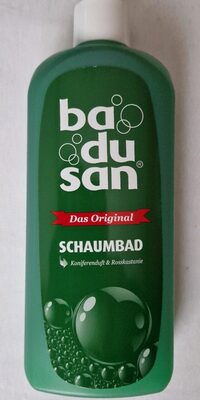 ba
du
san®
Das Original
SCHAUMBAD
Koniferenduft & Rosskastanie